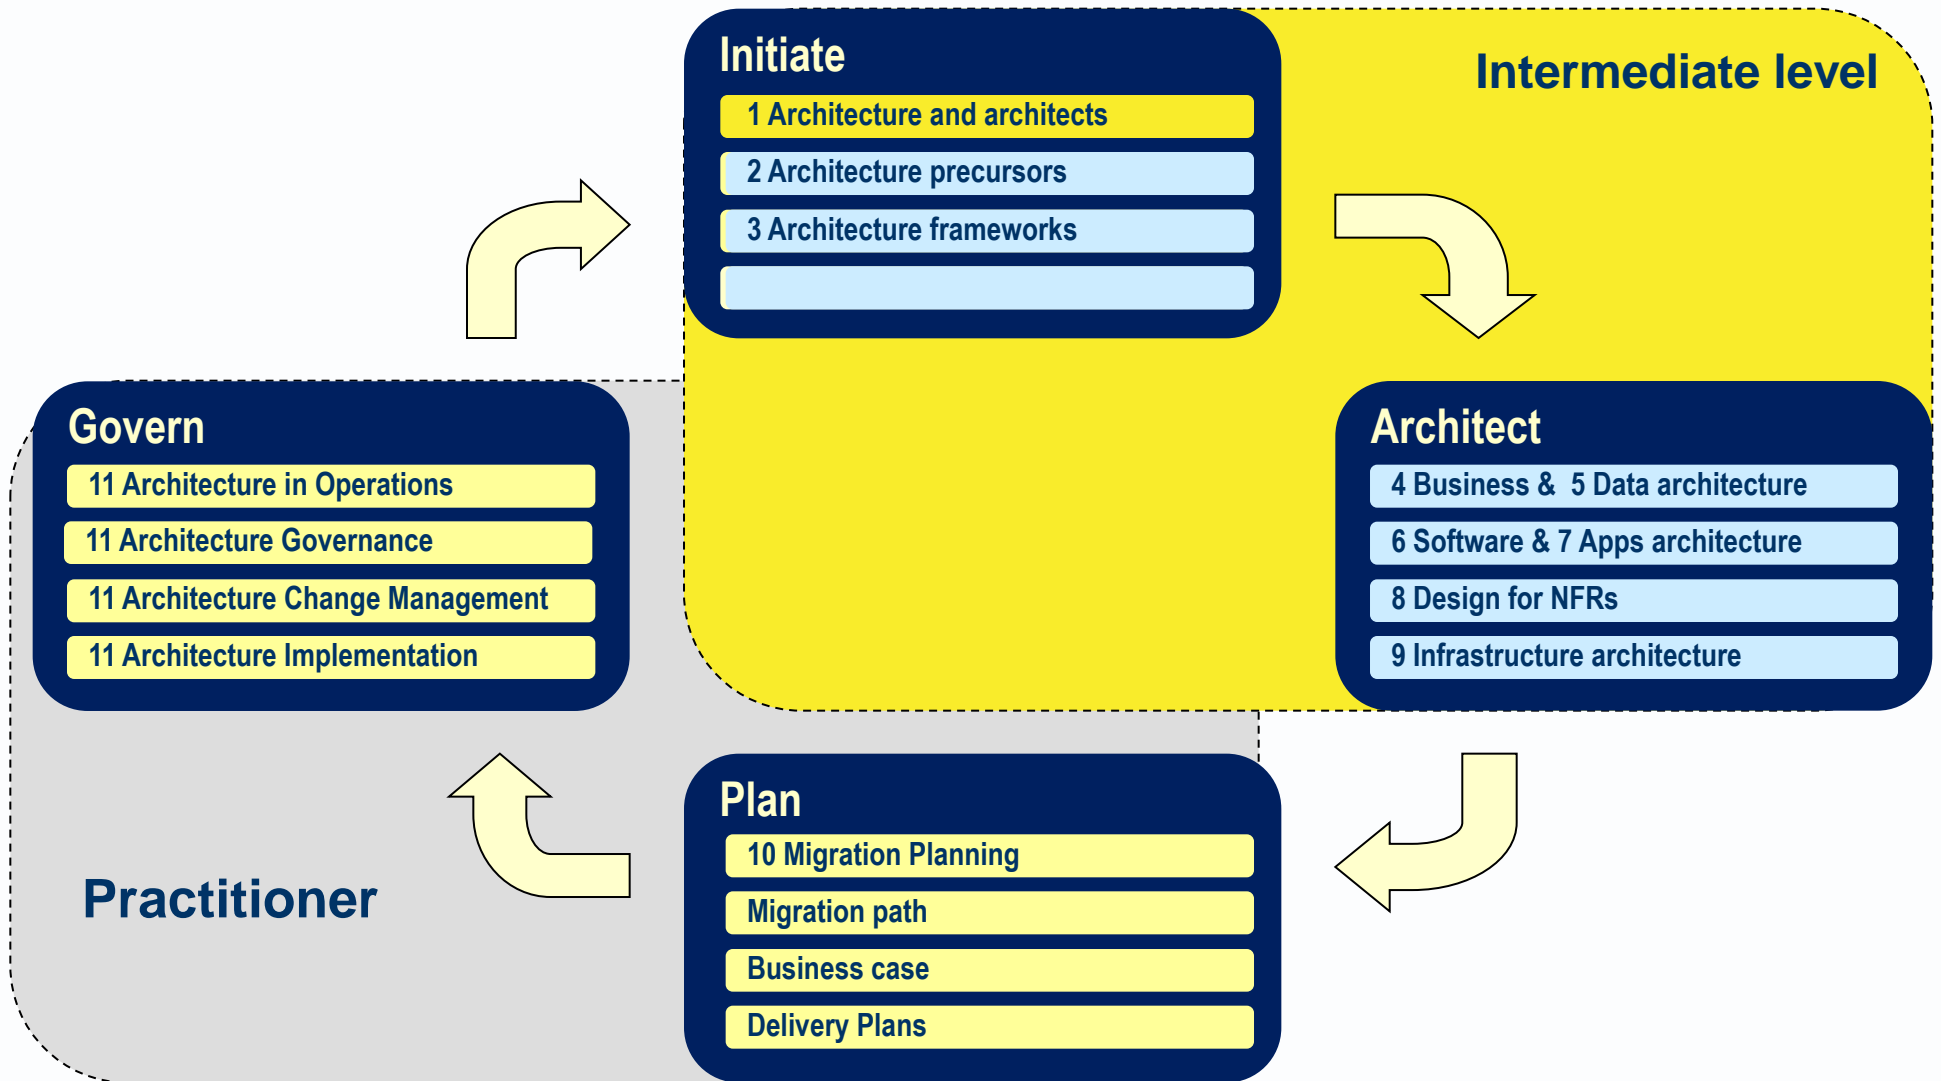 Initiate
1 Architecture and architects
2 Architecture precursors
3 Architecture frameworks
Intermediate level
Govern
11 Architecture in Operations
11 Architecture Governance
11 Architecture Change Management
11 Architecture Implementation
Architect
4 Business &  5 Data architecture
6 Software & 7 Apps architecture
8 Design for NFRs
9 Infrastructure architecture
Practitioner
Plan
10 Migration Planning
Migration path
Business case
Delivery Plans